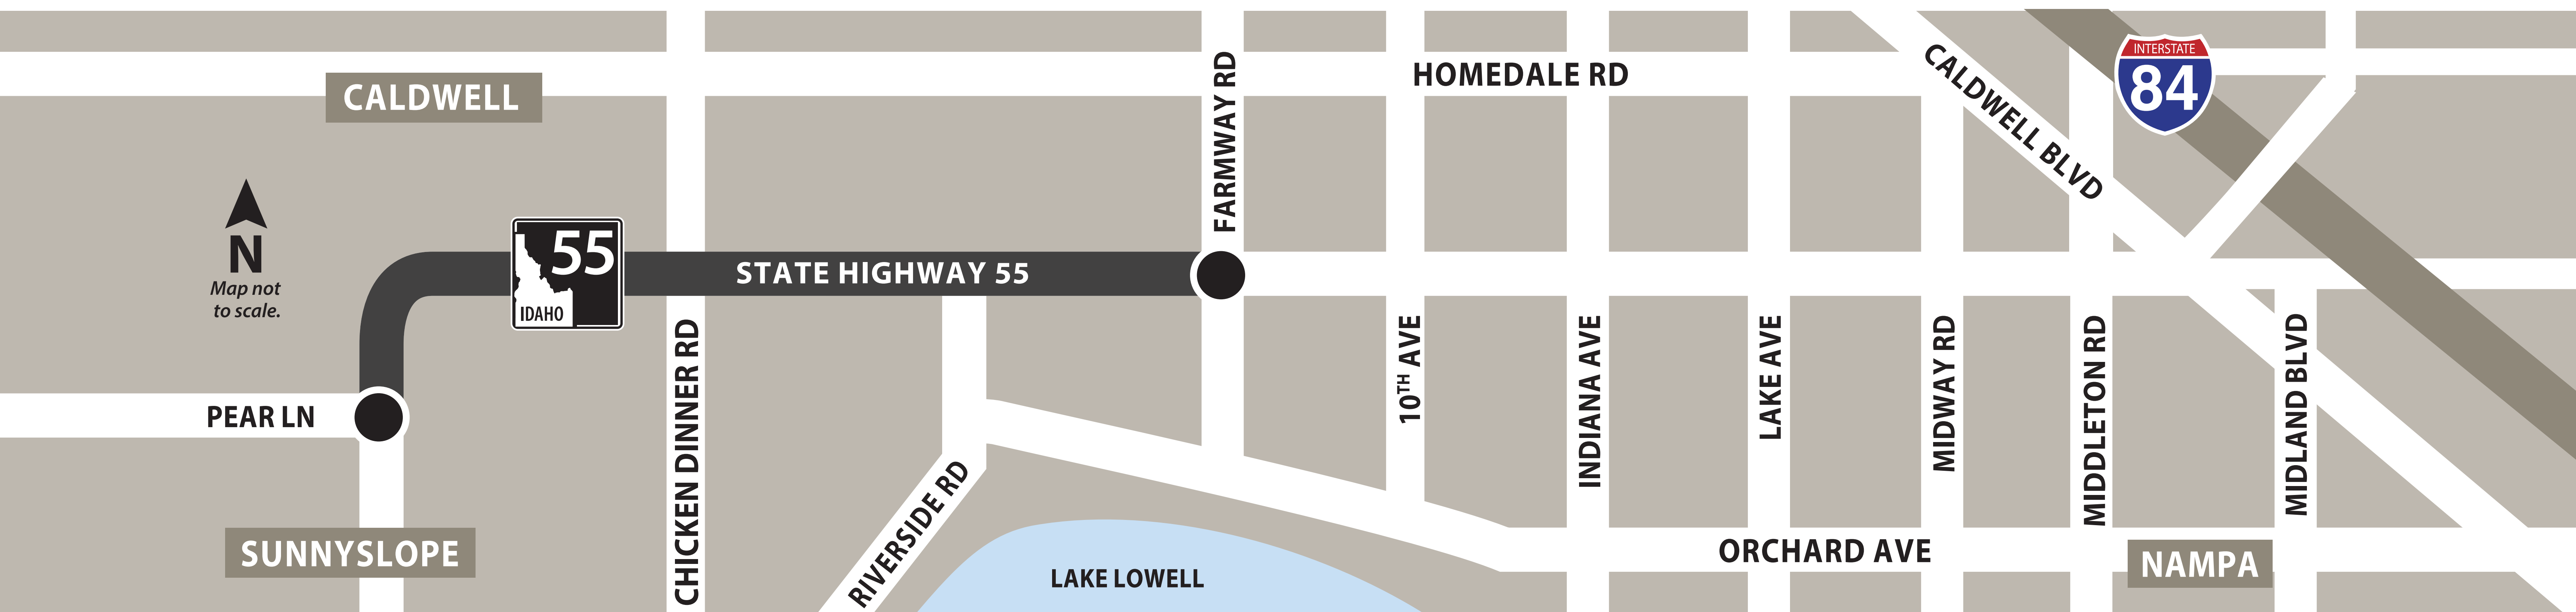 CALDWELL
N
Map not
to scale.
55
IDAHO
STATE HIGHWAY 55
PEAR LN
SUNNYSLOPE
CHICKEN DINNER RD
RIVERSIDE RD
LAKE LOWELL
FARMWAY RD
HOMEDALE RD
10TH AVE
INDIANA AVE
LAKE AVE
MIDWAY RD
MIDDLETON RD
MIDLAND BLVD
CALDWELL BLVD
INTERSTATE
84
ORCHARD AVE
NAMPA